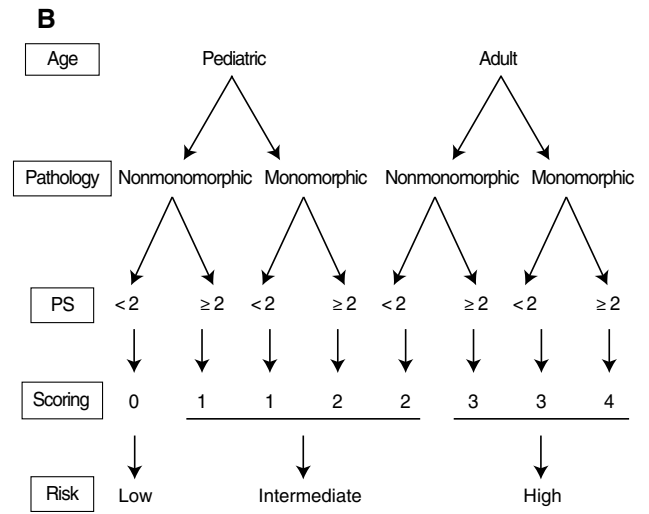 B
Age Pediatric Adult
Pathology Nonmonomorphic Monomorphic Nonmonomorphic Monomorphic
PS < 2 ≥ 2 < 2 ≥ 2 < 2 ≥ 2 < 2 ≥ 2
Scoring 0 1 1 2 2 3 3 4
Risk Low Intermediate High